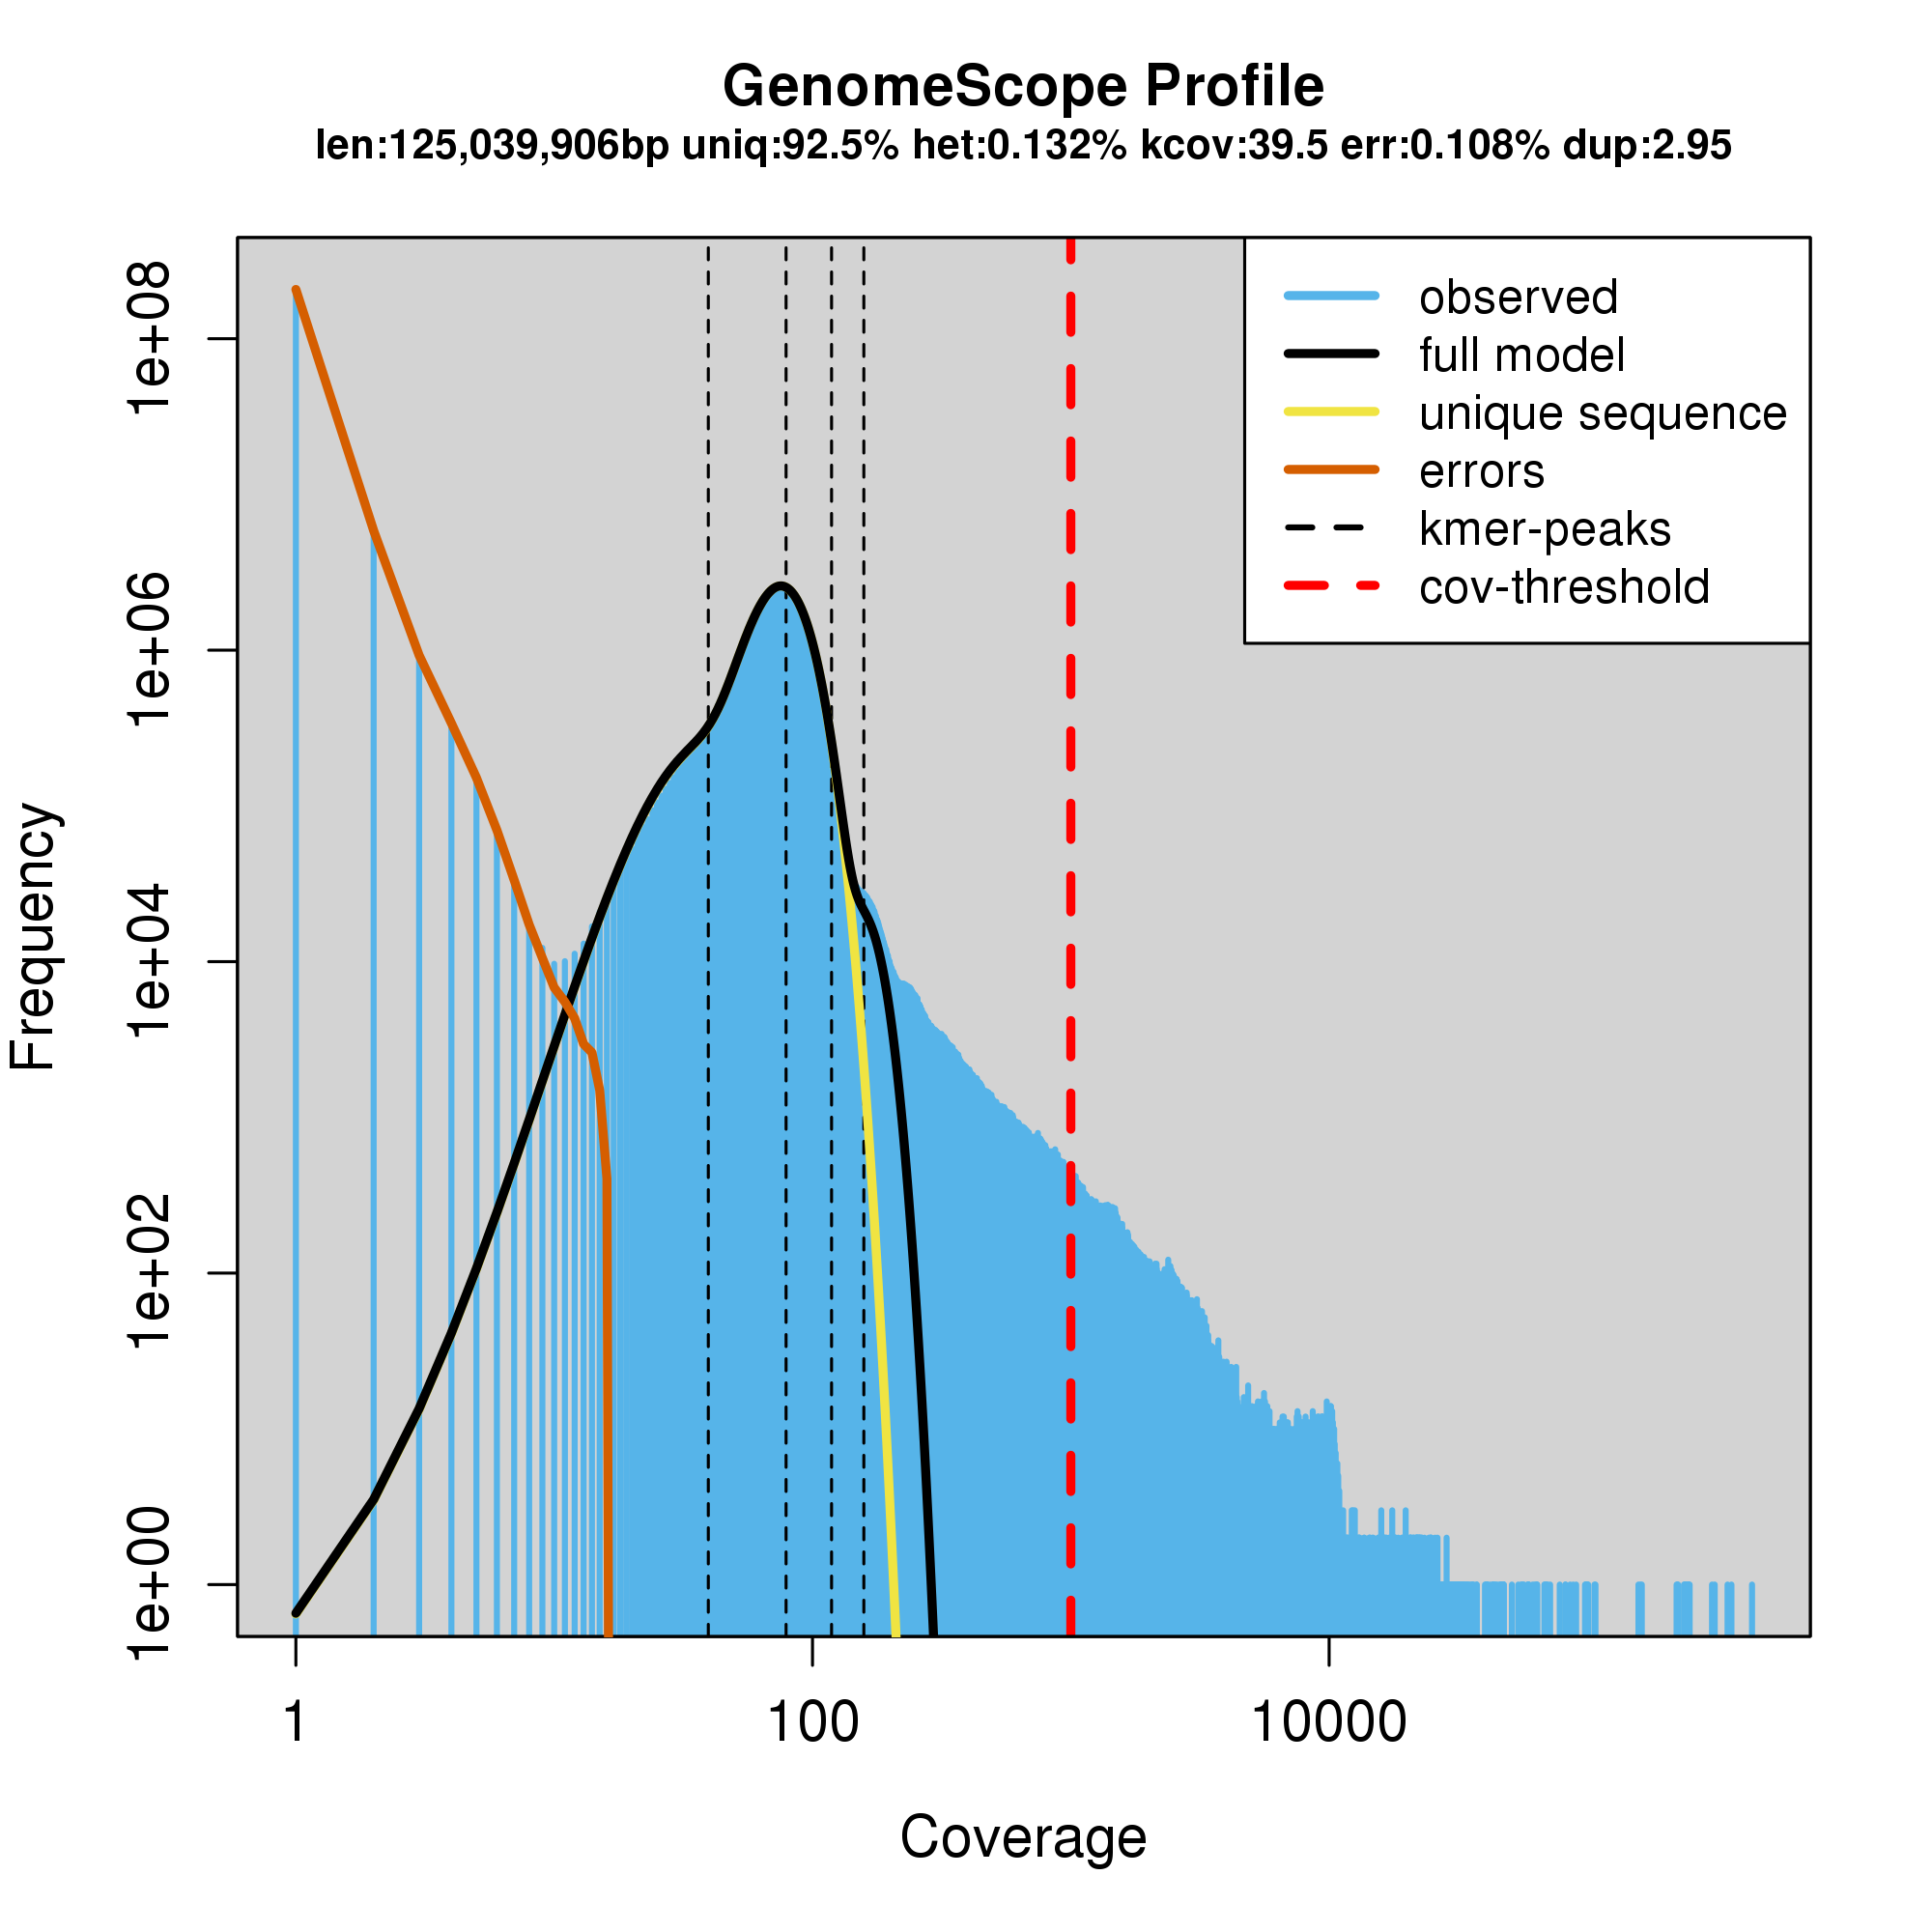 GenomeScope Profile
len:125,039,906bp uniq:92.5% het:0.132% kcov:39.5 err:0.108% dup:2.95
observed
full model
unique sequence
errors
kmer-peaks
cov-threshold
Frequency
1e+08
1e+06
1e+04
1e+02
1e+00
1
100
10000
Coverage